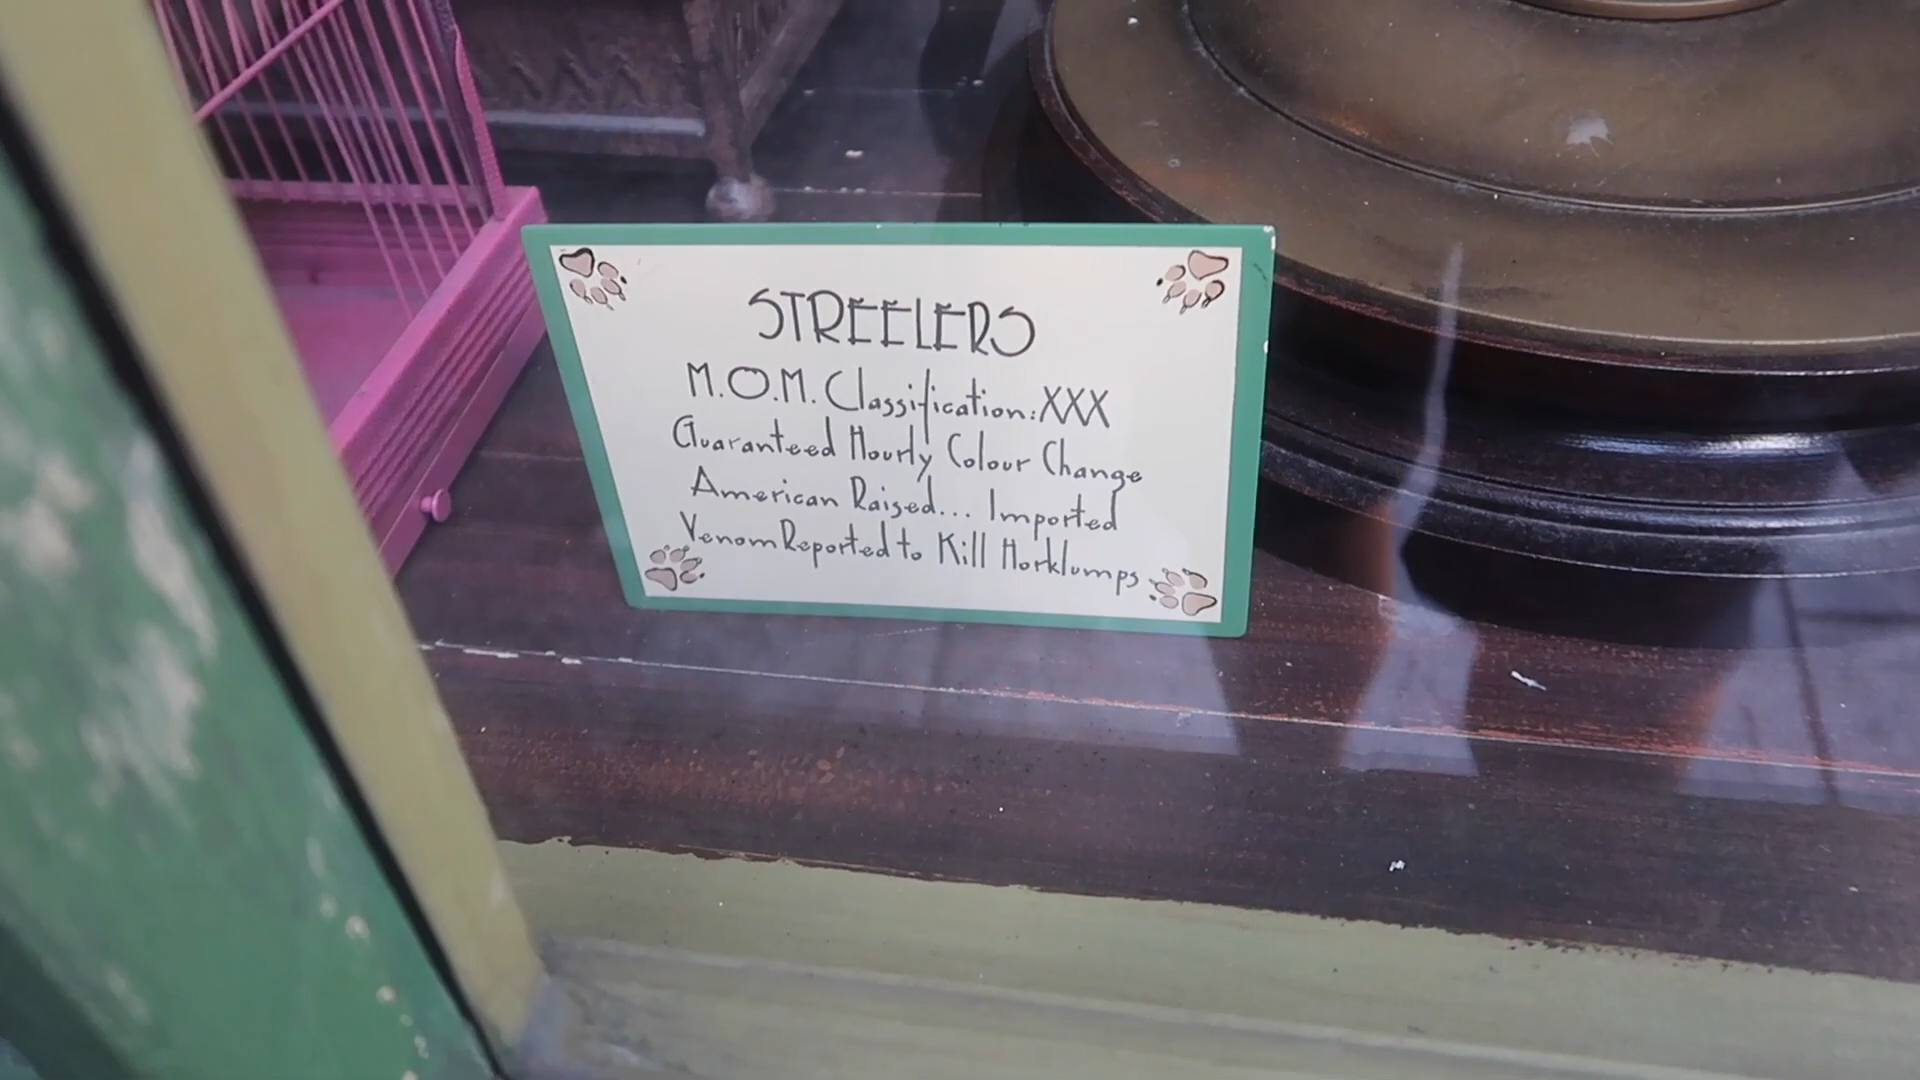 STREELERS
M.O.M. Classification: XXX
Guaranteed Hourly Colour Change
American Raised... Imported
Venom Reported to Kill Horklumps